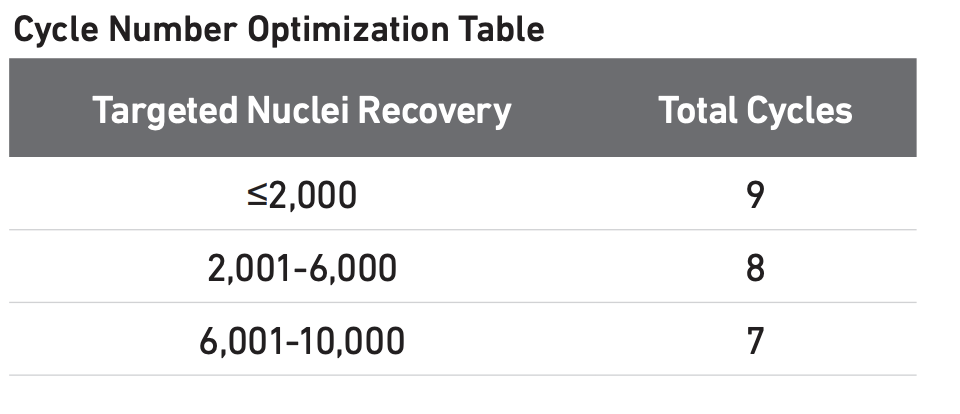 Cycle Number Optimization Table
Targeted Nuclei Recovery Total Cycles
≤2,000 9
2,001-6,000 8
6,001-10,000 7